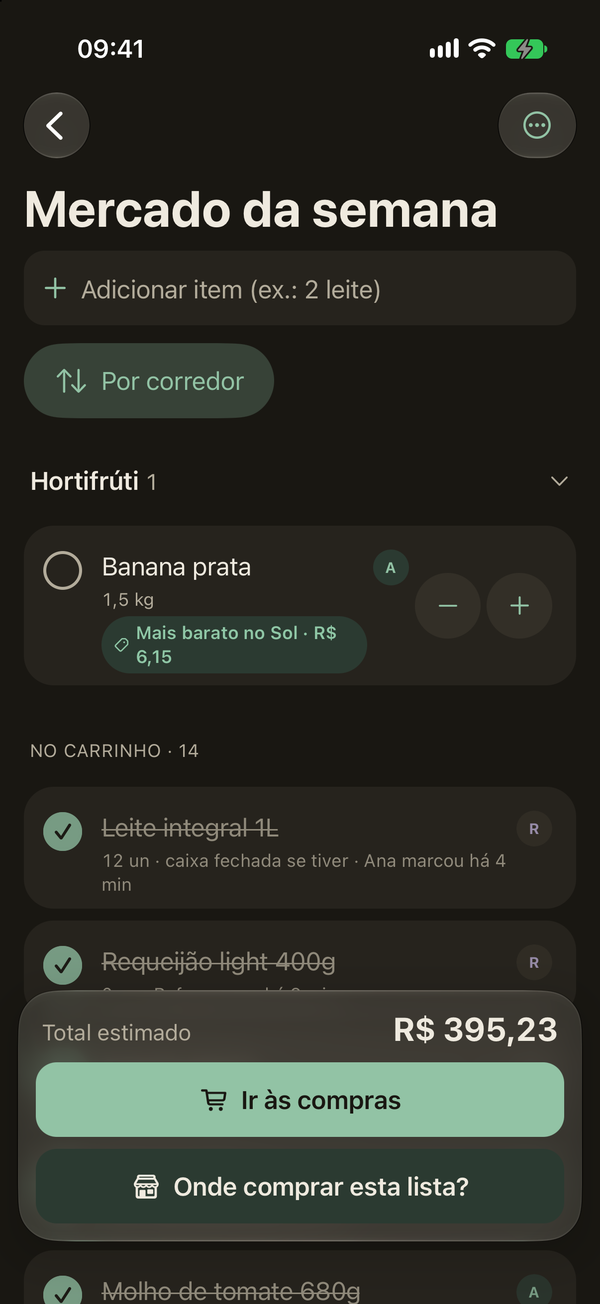 09:41
Mercado da semana
+ Adicionar item (ex.: 2 leite)
Por corredor
Hortifrúti 1
Banana prata
A
1,5 kg
Mais barato no Sol · R$
6,15
NO CARRINHO · 14
Leite integral 1L
R
12 un · caixa fechada se tiver · Ana marcou há 4
min
Requeijão light 400g
R
Total estimado
R$ 395,23
Ir às compras
Onde comprar esta lista?
Molho de tomate 680g
A